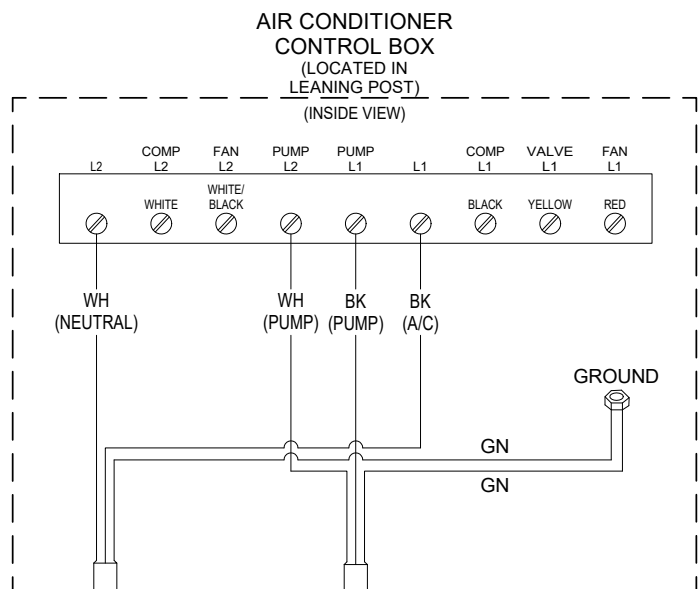 AIR CONDITIONER
CONTROL BOX
(LOCATED IN
LEANING POST)
(INSIDE VIEW)
COMP FAN PUMP PUMP COMP VALVE FAN
L2 L2 L2 L2 L1 L1 L1 L1 L1
WHITE/
WHITE BLACK BLACK YELLOW RED
WH WH BK BK
(NEUTRAL) (PUMP) (PUMP) (A/C)
GROUND
GN
GN